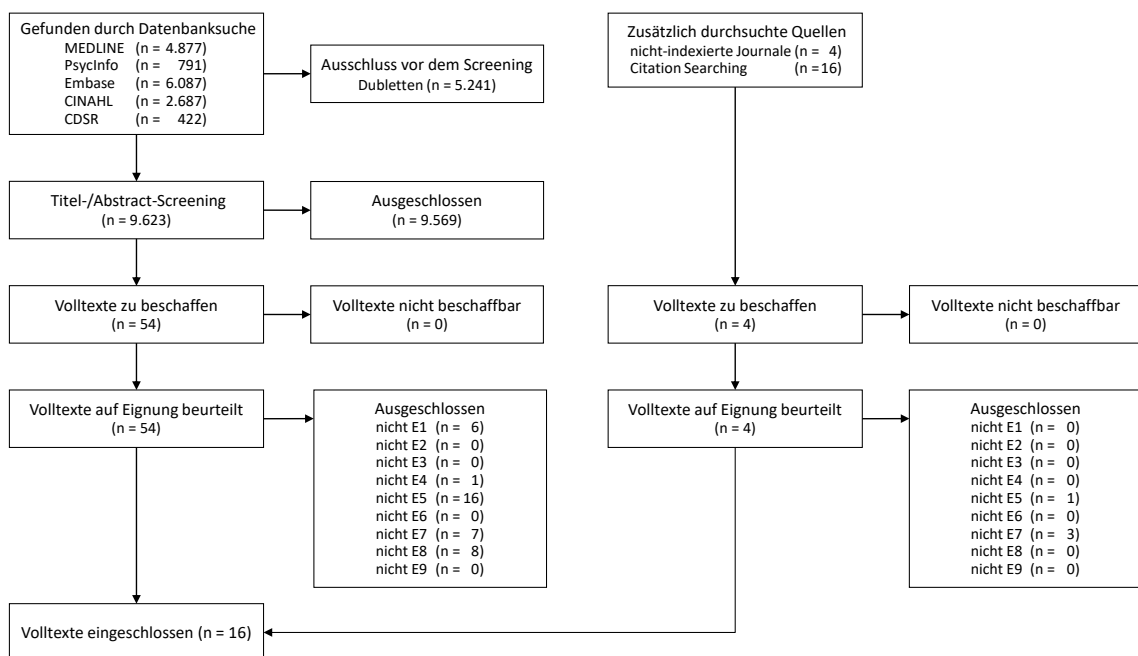 Gefunden durch Datenbanksuche
MEDLINE (n = 4.877)
PsycInfo (n = 791)
Embase (n = 6.087)
CINAHL (n = 2.687)
CDSR (n = 422)
Ausschluss vor dem Screening
Dubletten (n = 5.241)
Zusätzlich durchsuchte Quellen
nicht-indexierte Journale (n = 4)
Citation Searching (n =16)
Titel-/Abstract-Screening
(n = 9.623)
Ausgeschlossen
(n = 9.569)
Volltexte zu beschaffen
(n = 54)
Volltexte nicht beschaffbar
(n = 0)
Volltexte zu beschaffen
(n = 4)
Volltexte nicht beschaffbar
(n = 0)
Volltexte auf Eignung beurteilt
(n = 54)
Ausgeschlossen
nicht E1 (n = 6)
nicht E2 (n = 0)
nicht E3 (n = 0)
nicht E4 (n = 1)
nicht E5 (n =16)
nicht E6 (n = 0)
nicht E7 (n = 7)
nicht E8 (n = 8)
nicht E9 (n = 0)
Volltexte auf Eignung beurteilt
(n = 4)
Ausgeschlossen
nicht E1 (n = 0)
nicht E2 (n = 0)
nicht E3 (n = 0)
nicht E4 (n = 0)
nicht E5 (n = 1)
nicht E6 (n = 0)
nicht E7 (n = 3)
nicht E8 (n = 0)
nicht E9 (n = 0)
Volltexte eingeschlossen (n = 16)